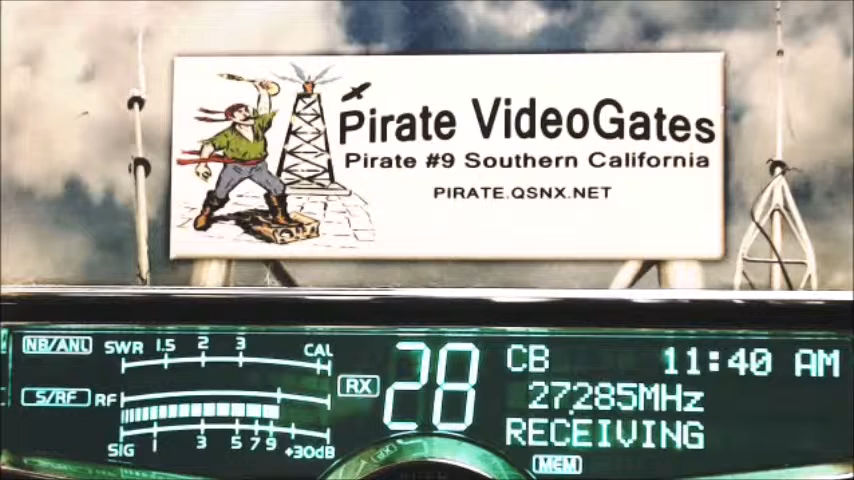 Pirate VideoGates
Pirate #9 Southern California
PIRATE.QSNX.NET
NB/ANL SWR 1.5 2 3 CAL
S/RF RF
SIG 1 3 5 7 9 +30dB
RX 28
CB 11:40 AM
27.285MHz
RECEIVING
MEM